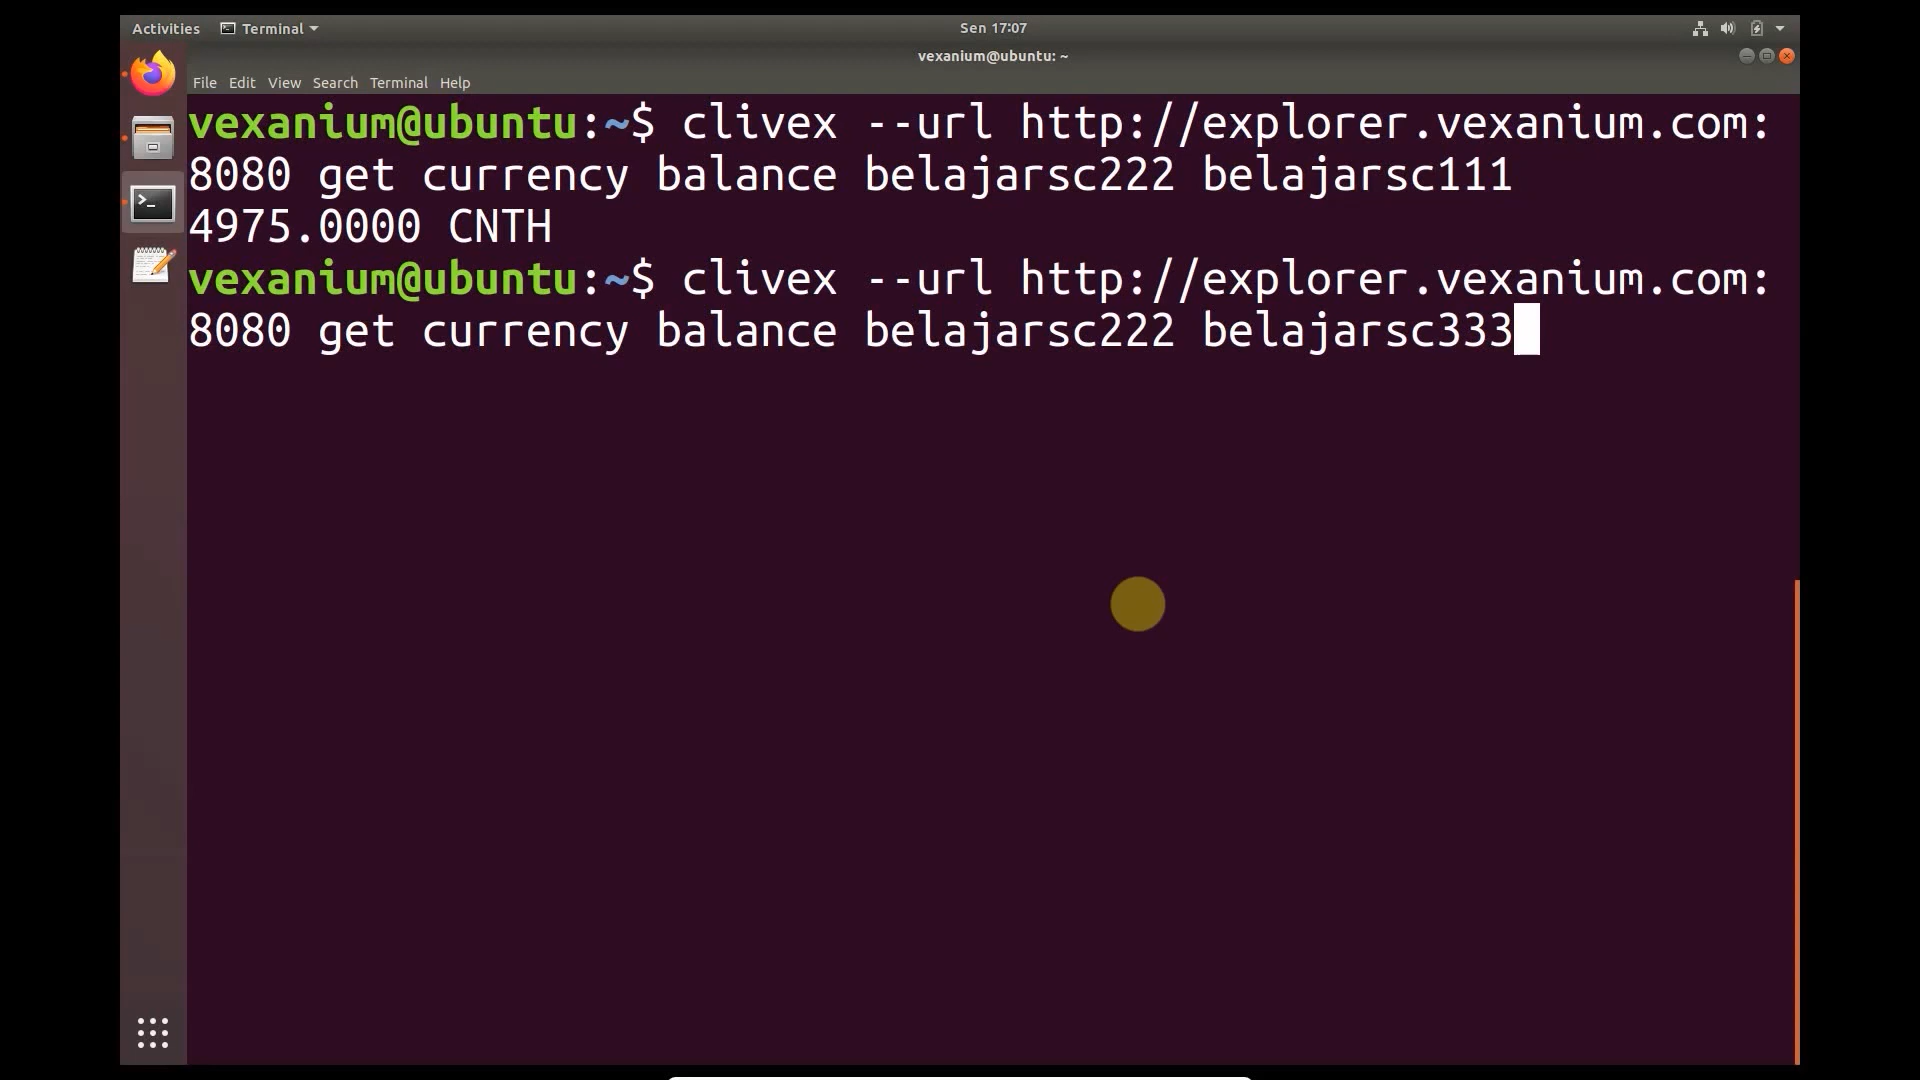 Activities Terminal Sen 17:07
vexanium@ubuntu: ~
File Edit View Search Terminal Help
vexanium@ubuntu:~$ clivex --url http://explorer.vexanium.com:
8080 get currency balance belajarsc222 belajarsc111
4975.0000 CNTH
vexanium@ubuntu:~$ clivex --url http://explorer.vexanium.com:
8080 get currency balance belajarsc222 belajarsc333